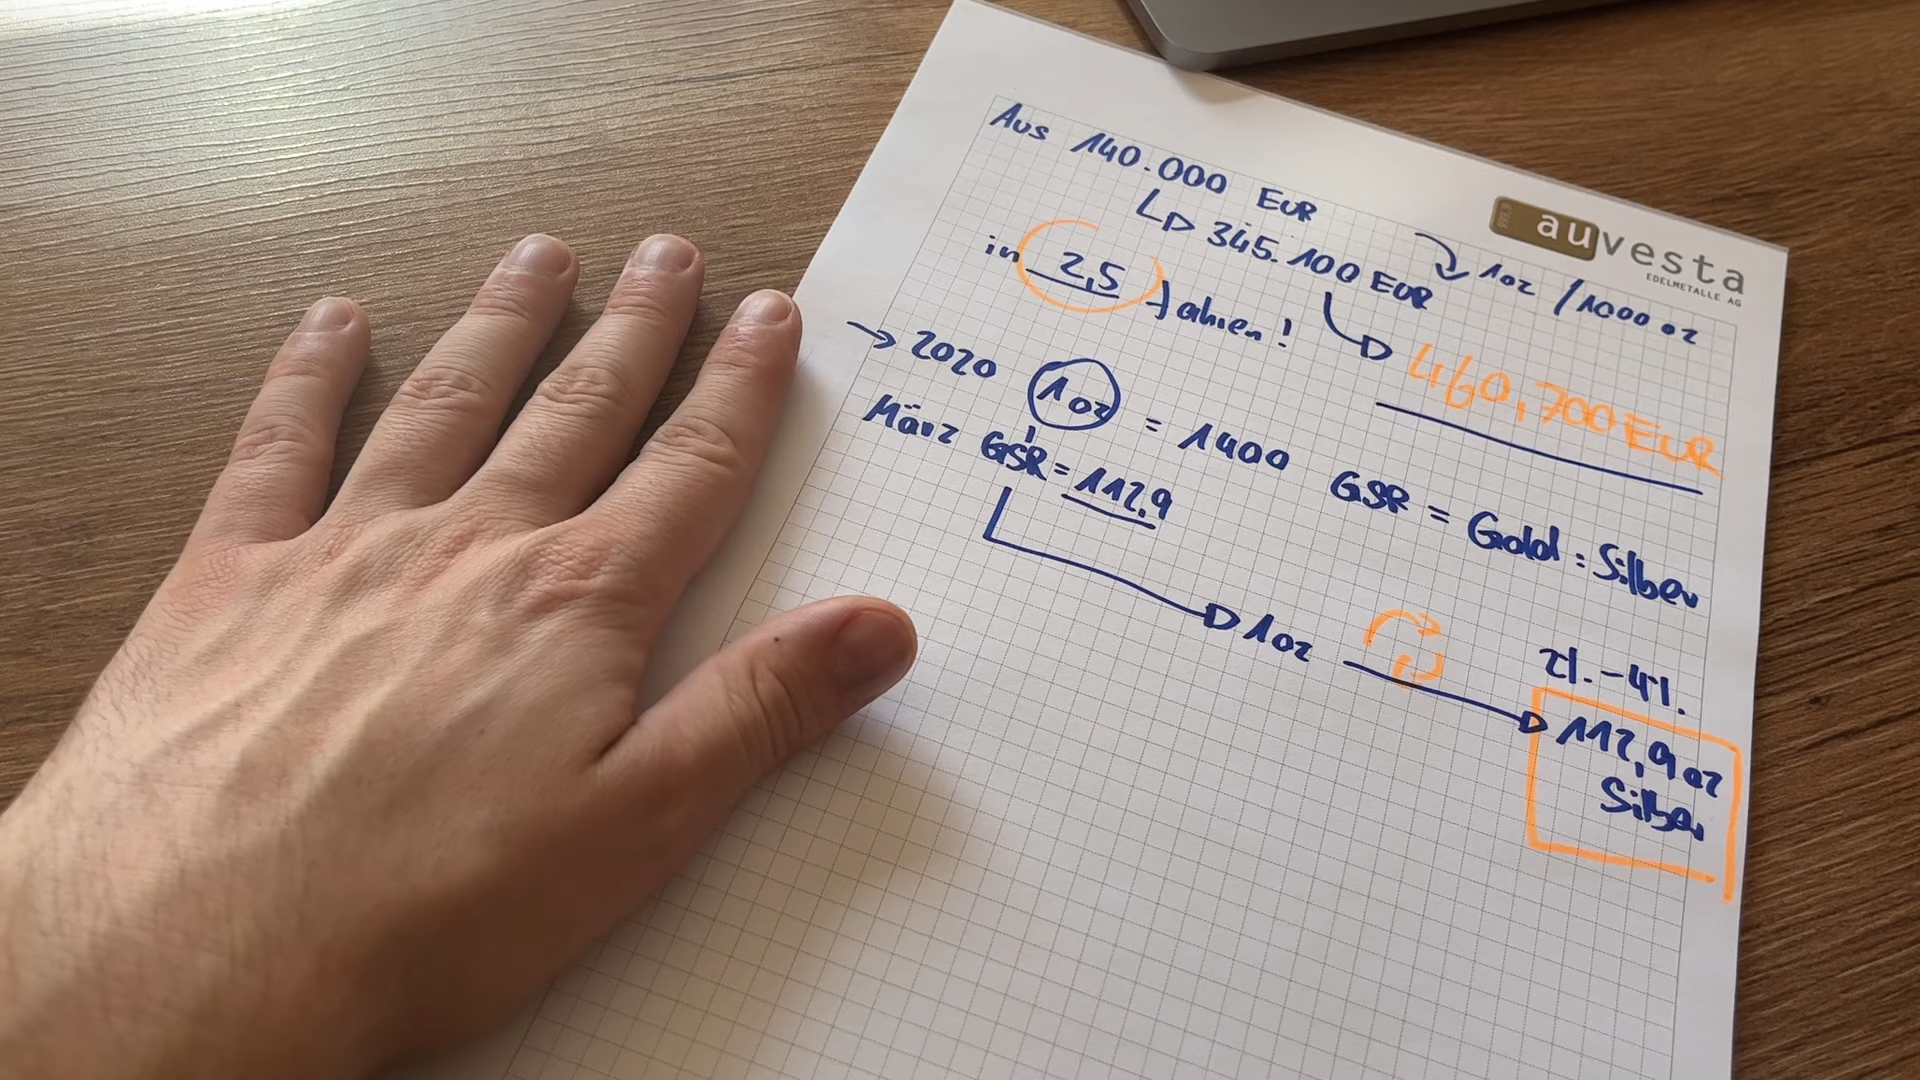 Aus 140.000 EUR
345.100 EUR
1oz / 1000 oz
in 2,5 Jahren!
460,700 EUR
2020 1oz = 1400
März GSR = 112,9
GSR = Gold : Silber
1oz
21. - 41.
112,9 oz
Silber
auvesta
EDELMETALLE AG